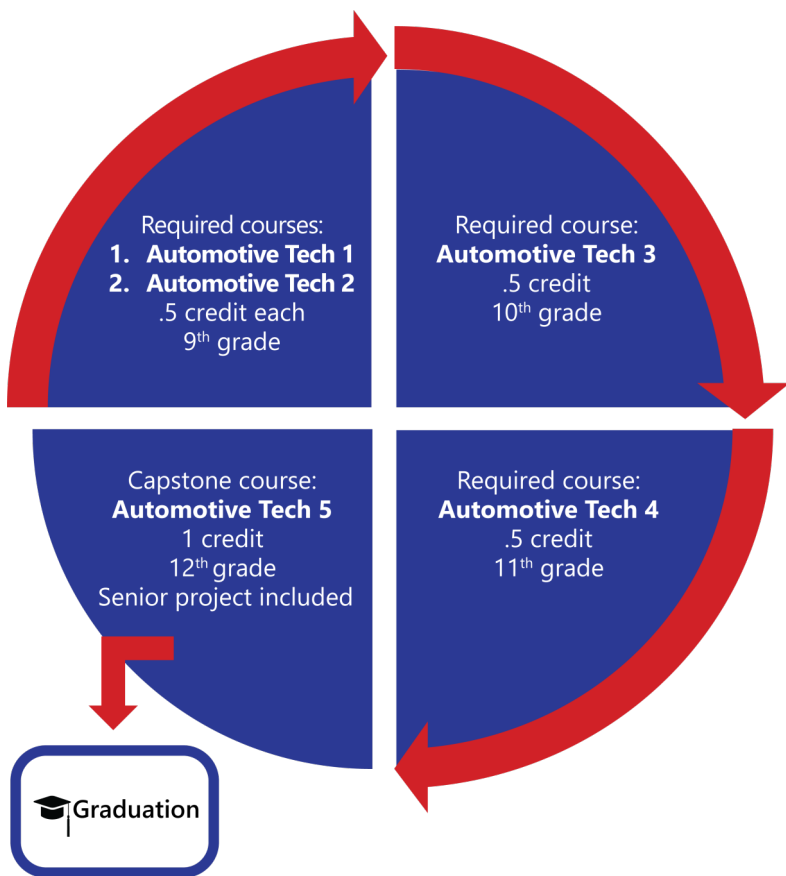 Required courses:
1. Automotive Tech 1
2. Automotive Tech 2
.5 credit each
9th grade
Required course:
Automotive Tech 3
.5 credit
10th grade
Required course:
Automotive Tech 4
.5 credit
11th grade
Capstone course:
Automotive Tech 5
1 credit
12th grade
Senior project included
Graduation